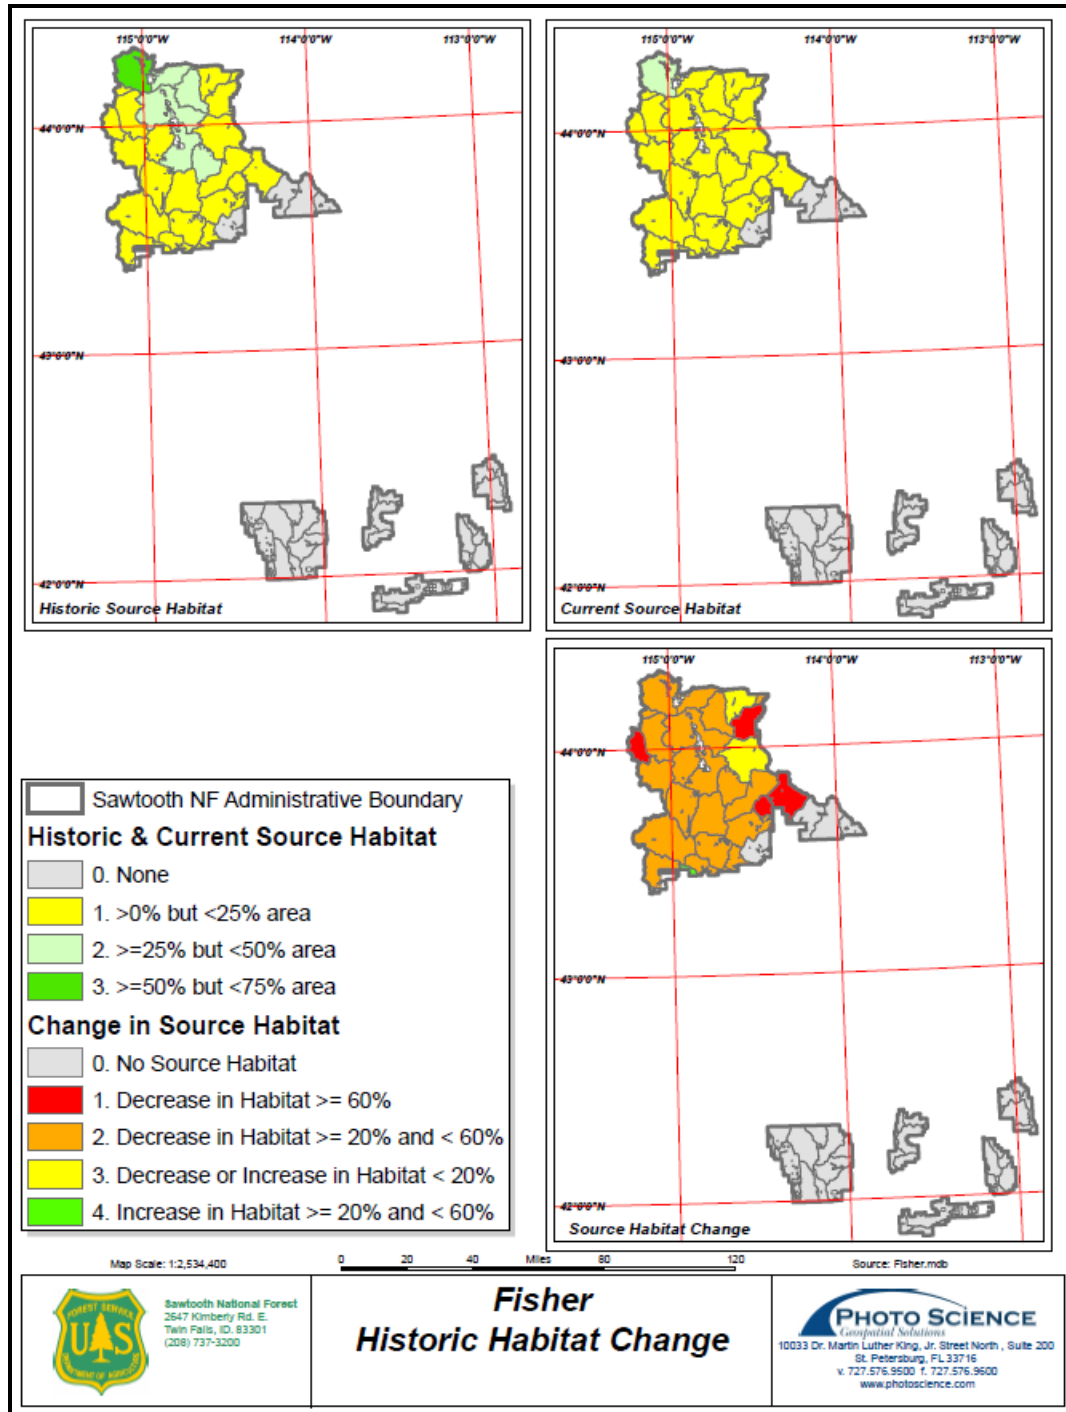 115°0'0"W 114°0'0"W 113°0'0"W
44°0'0"N
43°0'0"N
42°0'0"N
Historic Source Habitat
115°0'0"W 114°0'0"W 113°0'0"W
44°0'0"N
43°0'0"N
42°0'0"N
Current Source Habitat
115°0'0"W 114°0'0"W 113°0'0"W
44°0'0"N
43°0'0"N
42°0'0"N
Source Habitat Change
Sawtooth NF Administrative Boundary
Historic & Current Source Habitat
0. None
1. >0% but <25% area
2. >=25% but <50% area
3. >=50% but <75% area
Change in Source Habitat
0. No Source Habitat
1. Decrease in Habitat >= 60%
2. Decrease in Habitat >= 20% and < 60%
3. Decrease or Increase in Habitat < 20%
4. Increase in Habitat >= 20% and < 60%
Map Scale: 1:2,534,400
0 20 40 Miles 80 120
Source: Fisher.mdb
FOREST SERVICE
U S
DEPARTMENT OF AGRICULTURE
Sawtooth National Forest
2647 Kimberly Rd. E.
Twin Falls, ID. 83301
(208) 737-3200
Fisher
Historic Habitat Change
PHOTO SCIENCE
Geospatial Solutions
10033 Dr. Martin Luther King, Jr. Street North , Suite 200
St. Petersburg, FL 33716
v. 727.576.9500 f. 727.576.9600
www.photoscience.com